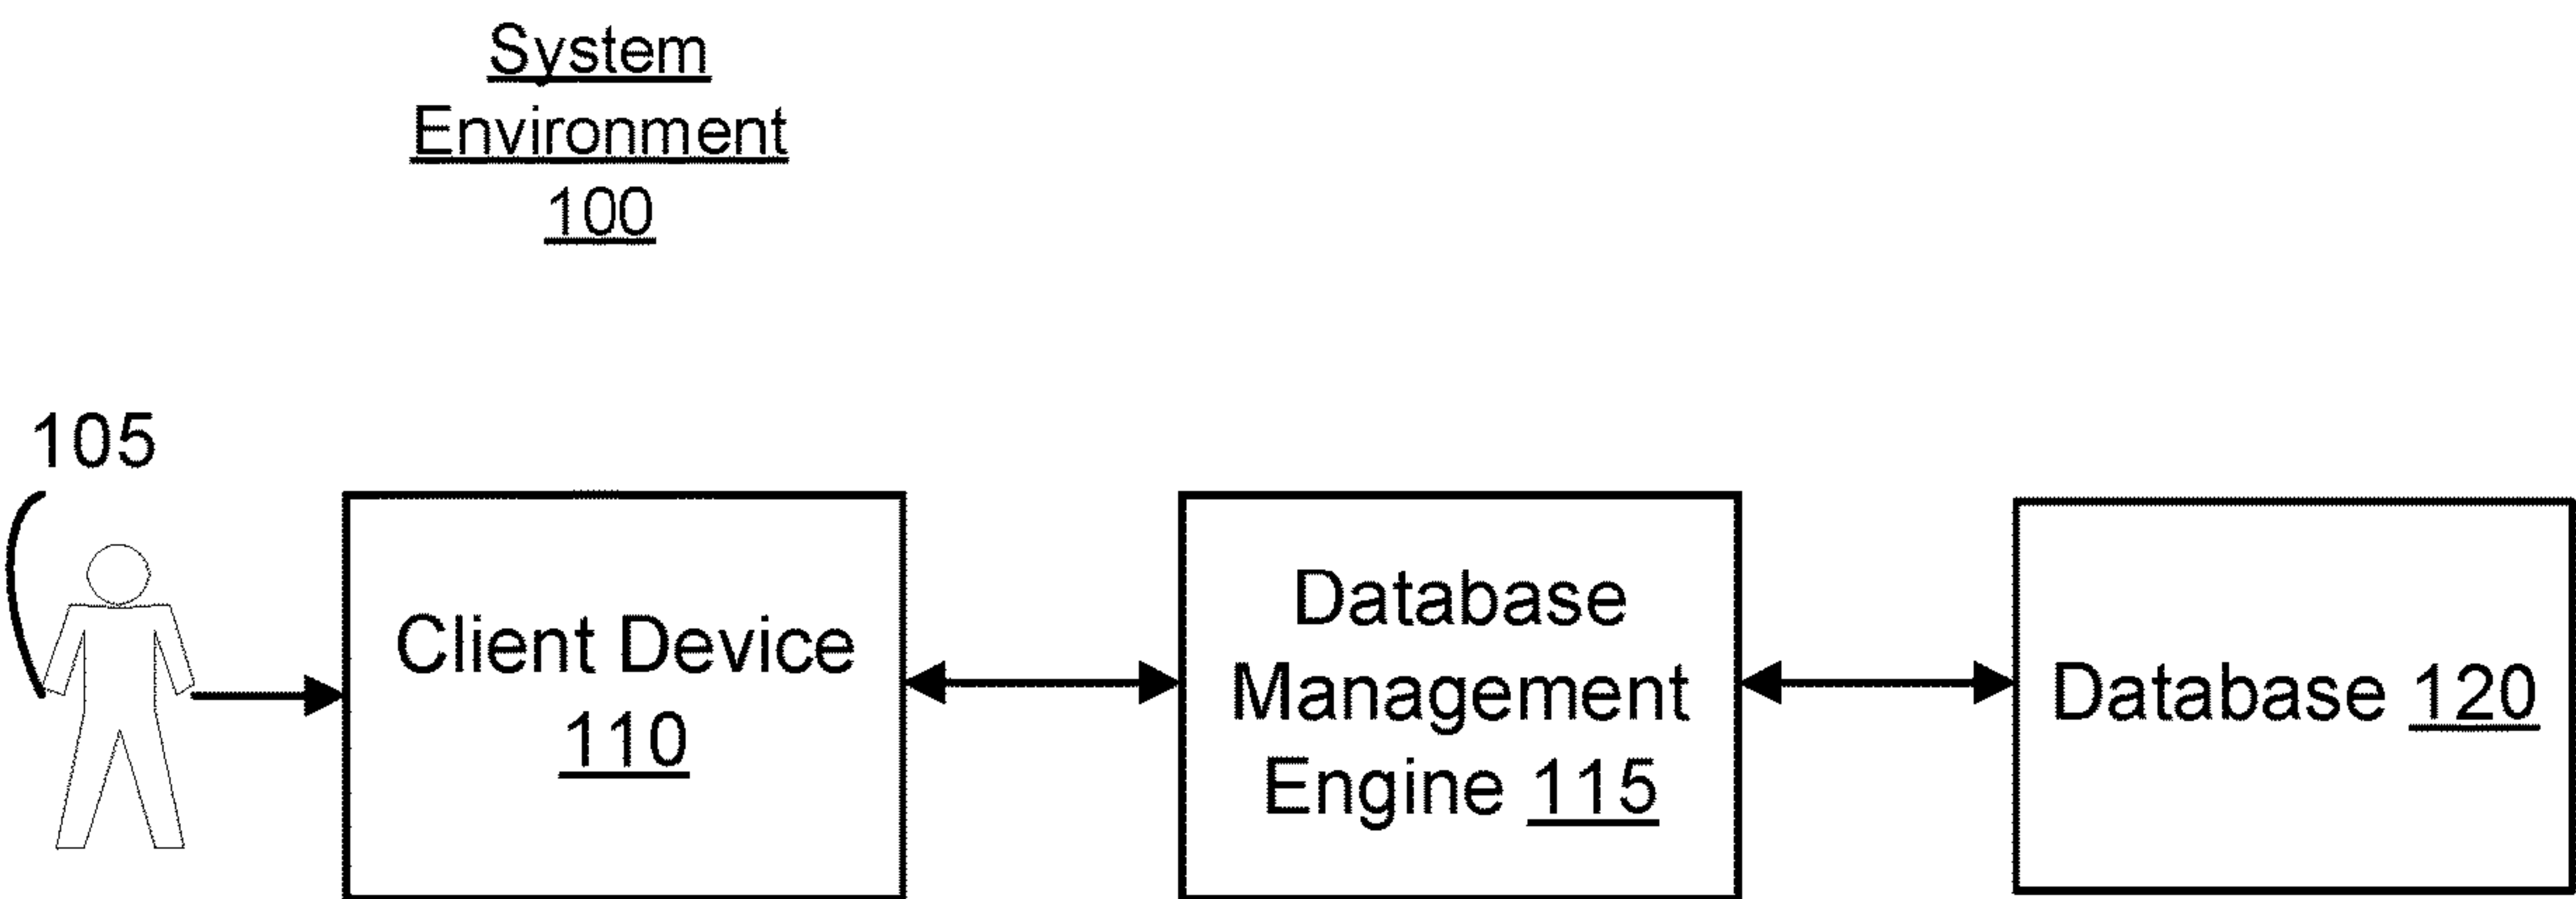 System
Environment
100
105
Client Device
110
Database
Management
Engine 115
Database 120